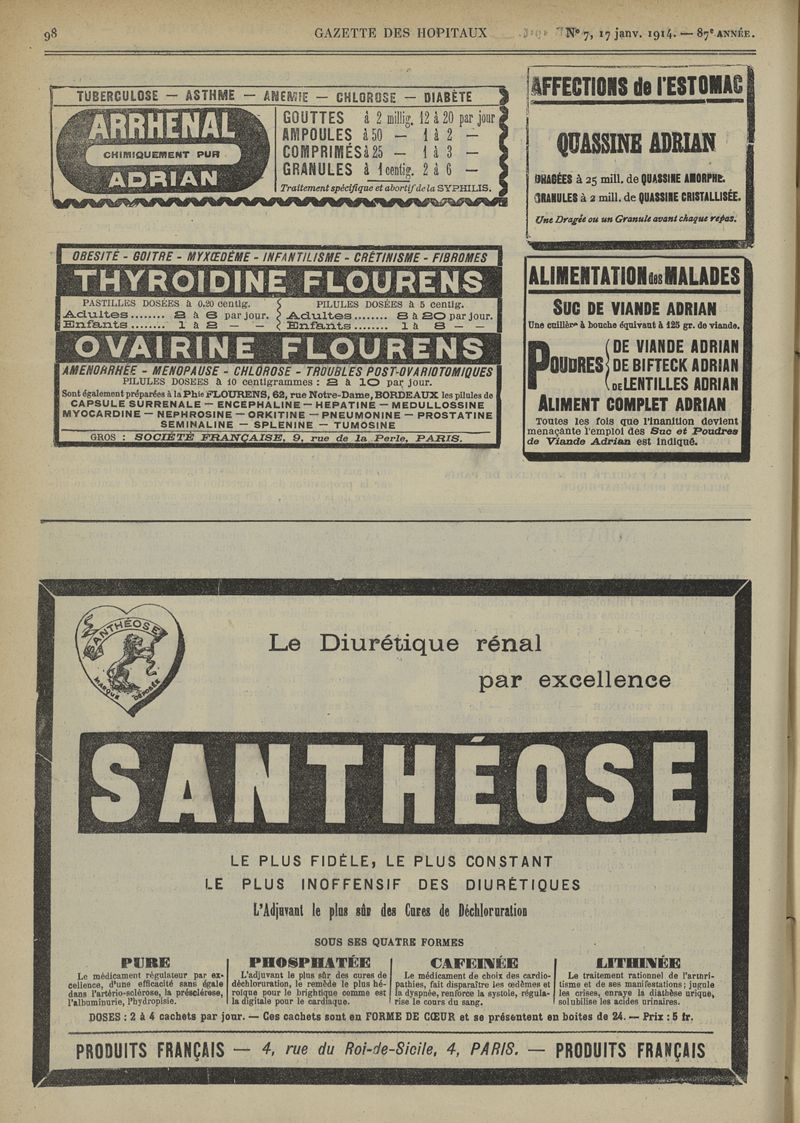 98
GAZETTE DES HOPITAUX
Nº 7, 17 janv. 1914. — 87e ANNÉE.
TUBERCULOSE — ASTHME — ANEMIE — CHLOROSE — DIABÈTE
ARRHENAL
CHIMIQUEMENT PUR
ADRIAN
GOUTTES à 2 millig. 12 à 20 par jour
AMPOULES à 50 — 1 à 2 —
COMPRIMÉS à 25 — 1 à 3 —
GRANULES à 1 centig. 2 à 6 —
Traitement spécifique et abortif de la SYPHILIS.
AFFECTIONS de l'ESTOMAC
QUASSINE ADRIAN
DRAGÉES à 25 mill. de QUASSINE AMORPHE.
GRANULES à 2 mill. de QUASSINE CRISTALLISÉE.
Une Dragée ou un Granule avant chaque repas.
OBESITÉ - GOITRE - MYXŒDÈME - INFANTILISME - CRÉTINISME - FIBROMES
THYROIDINE FLOURENS
PASTILLES DOSÉES à 0.20 centig.
Adultes........ 2 à 6 par jour.
Enfants........ 1 à 2 — —
PILULES DOSÉES à 5 centig.
Adultes........ 8 à 20 par jour.
Enfants........ 1 à 8 — —
OVAIRINE FLOURENS
AMENORRHÉE - MENOPAUSE - CHLOROSE - TROUBLES POST-OVARIOTOMIQUES
PILULES DOSEES à 10 centigrammes : 2 à 10 par jour.
Sont également préparées à la Phie FLOURENS, 62, rue Notre-Dame, BORDEAUX les pilules de
CAPSULE SURRENALE — ENCEPHALINE — HEPATINE — MEDULLOSSINE
MYOCARDINE — NEPHROSINE — ORKITINE — PNEUMONINE — PROSTATINE
SEMINALINE — SPLENINE — TUMOSINE
GROS : SOCIÉTÉ FRANÇAISE, 9, rue de la Perle, PARIS.
ALIMENTATION des MALADES
SUC DE VIANDE ADRIAN
Une cuillère à bouche équivant à 125 gr. de viande.
POUDRES
DE VIANDE ADRIAN
DE BIFTECK ADRIAN
DE LENTILLES ADRIAN
ALIMENT COMPLET ADRIAN
Toutes les fois que l'inanition devient
menaçante l'emploi des Suc et Poudres
de Viande Adrian est indiqué.
SANTHÉOSE
MARQUE DÉPOSÉE
Le Diurétique rénal
par excellence
SANTHÉOSE
LE PLUS FIDÈLE, LE PLUS CONSTANT
LE PLUS INOFFENSIF DES DIURÉTIQUES
L'Adjuvant le plus sûr des Cures de Déchloruration
SOUS SES QUATRE FORMES
PURE
Le médicament régulateur par ex-
cellence, d'une efficacité sans égale
dans l'artério-sclérose, la présclérose,
l'albuminurie, l'hydropisie.
PHOSPHATÉE
L'adjuvant le plus sûr des cures de
déchloruration, le remède le plus hé-
roïque pour le brightique comme est
la digitale pour le cardiaque.
CAFEINÉE
Le médicament de choix des cardio-
pathies, fait disparaître les œdèmes et
la dyspnée, renforce la systole, régula-
rise le cours du sang.
LITHINÉE
Le traitement rationnel de l'arthri-
tisme et de ses manifestations; jugule
les crises, enraye la diathèse urique,
solubilise les acides urinaires.
DOSES : 2 à 4 cachets par jour. — Ces cachets sont en FORME DE CŒUR et se présentent en boites de 24. — Prix : 5 fr.
PRODUITS FRANÇAIS — 4, rue du Roi-de-Sicile, 4, PARIS. — PRODUITS FRANÇAIS